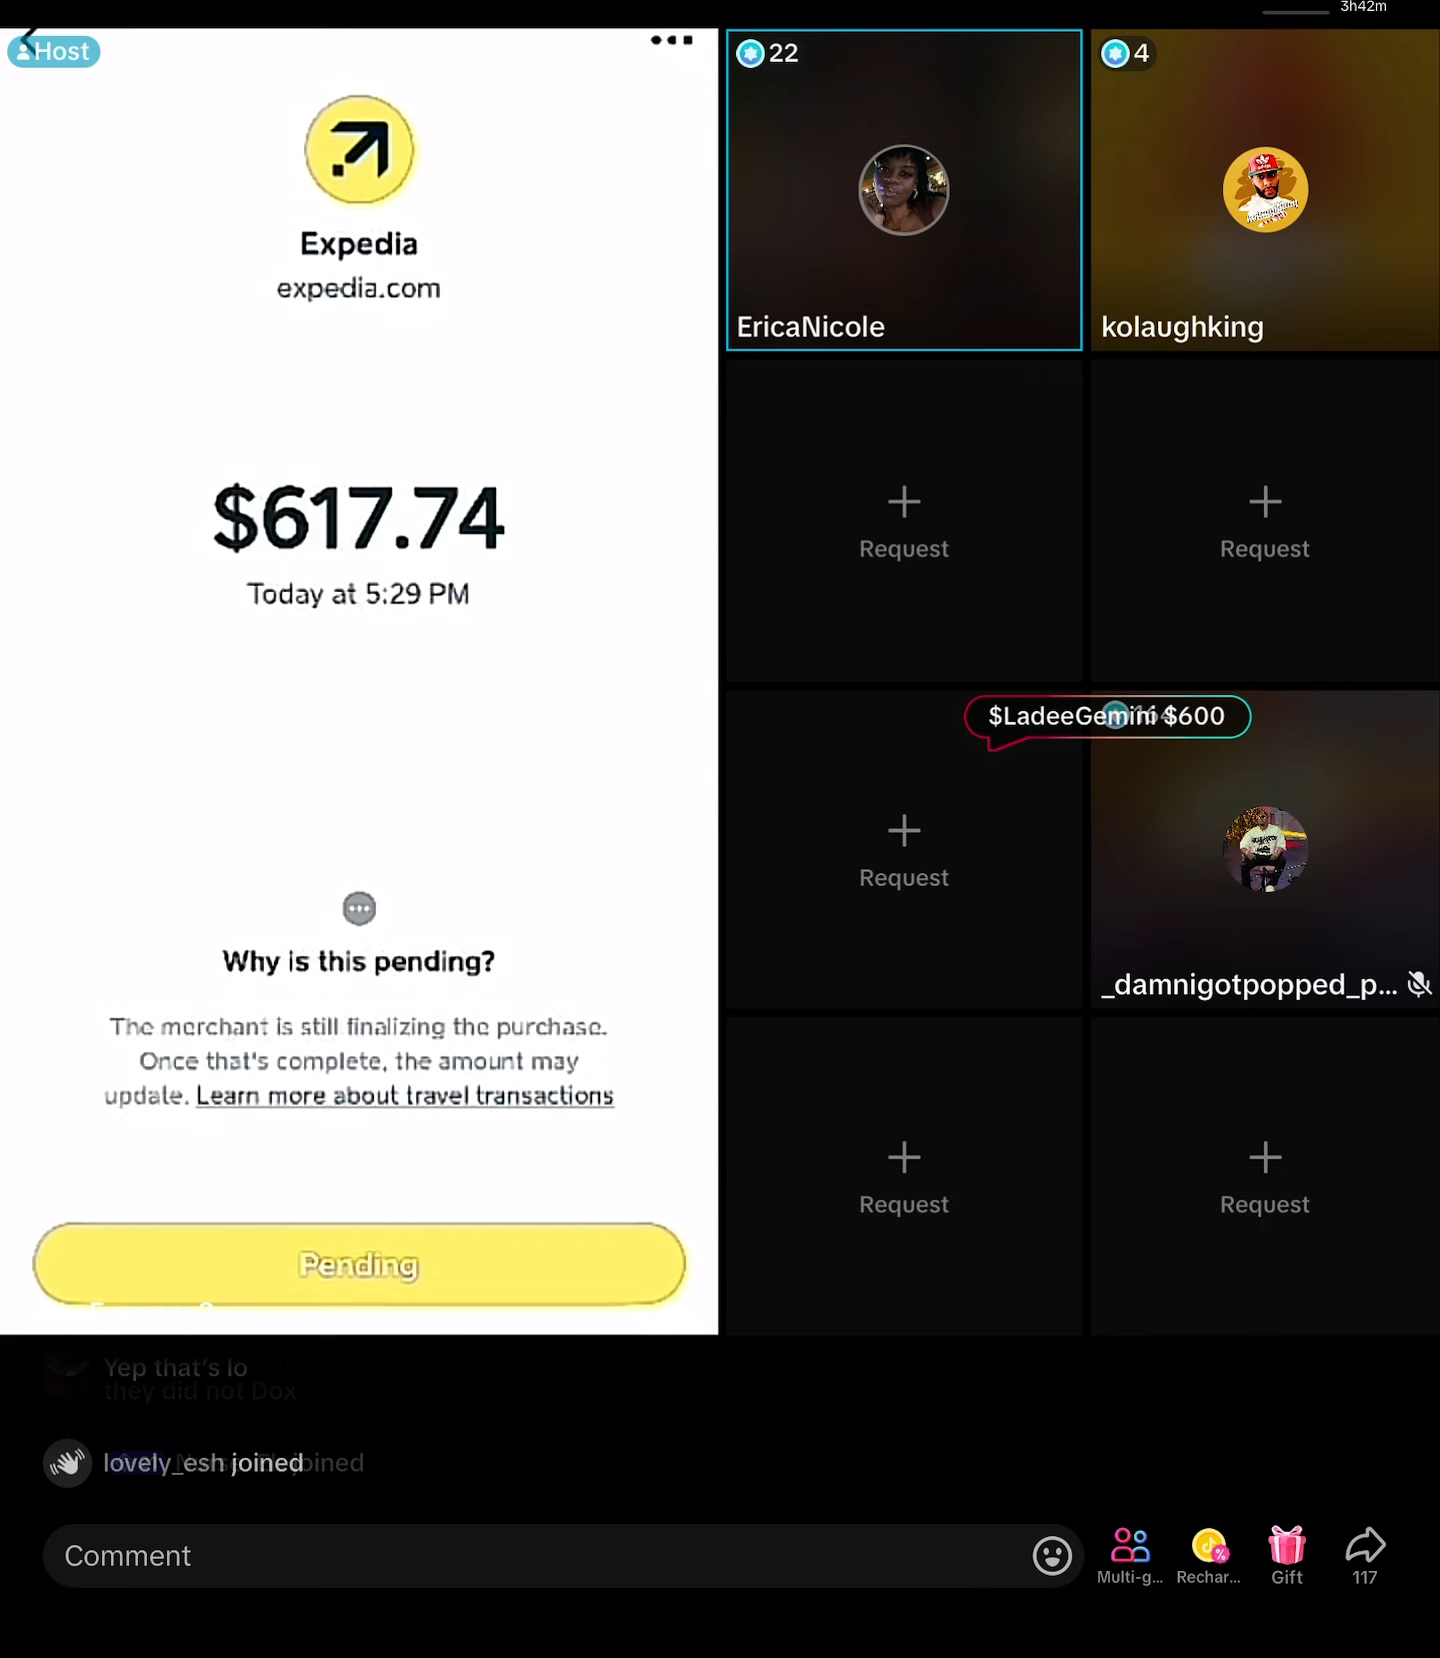 3h42m
Host
Expedia
expedia.com
$617.74
Today at 5:29 PM
Why is this pending?
The merchant is still finalizing the purchase.
Once that's complete, the amount may
update. Learn more about travel transactions
Pending
22
EricaNicole
4
kolaughking
Request
Request
$LadeeGemini $600
Request
_damnigotpopped_p...
Request
Request
Yep that's lo
they did not Dox
lovely_esh joined
joined
Comment
Multi-g...
Rechar...
Gift
117